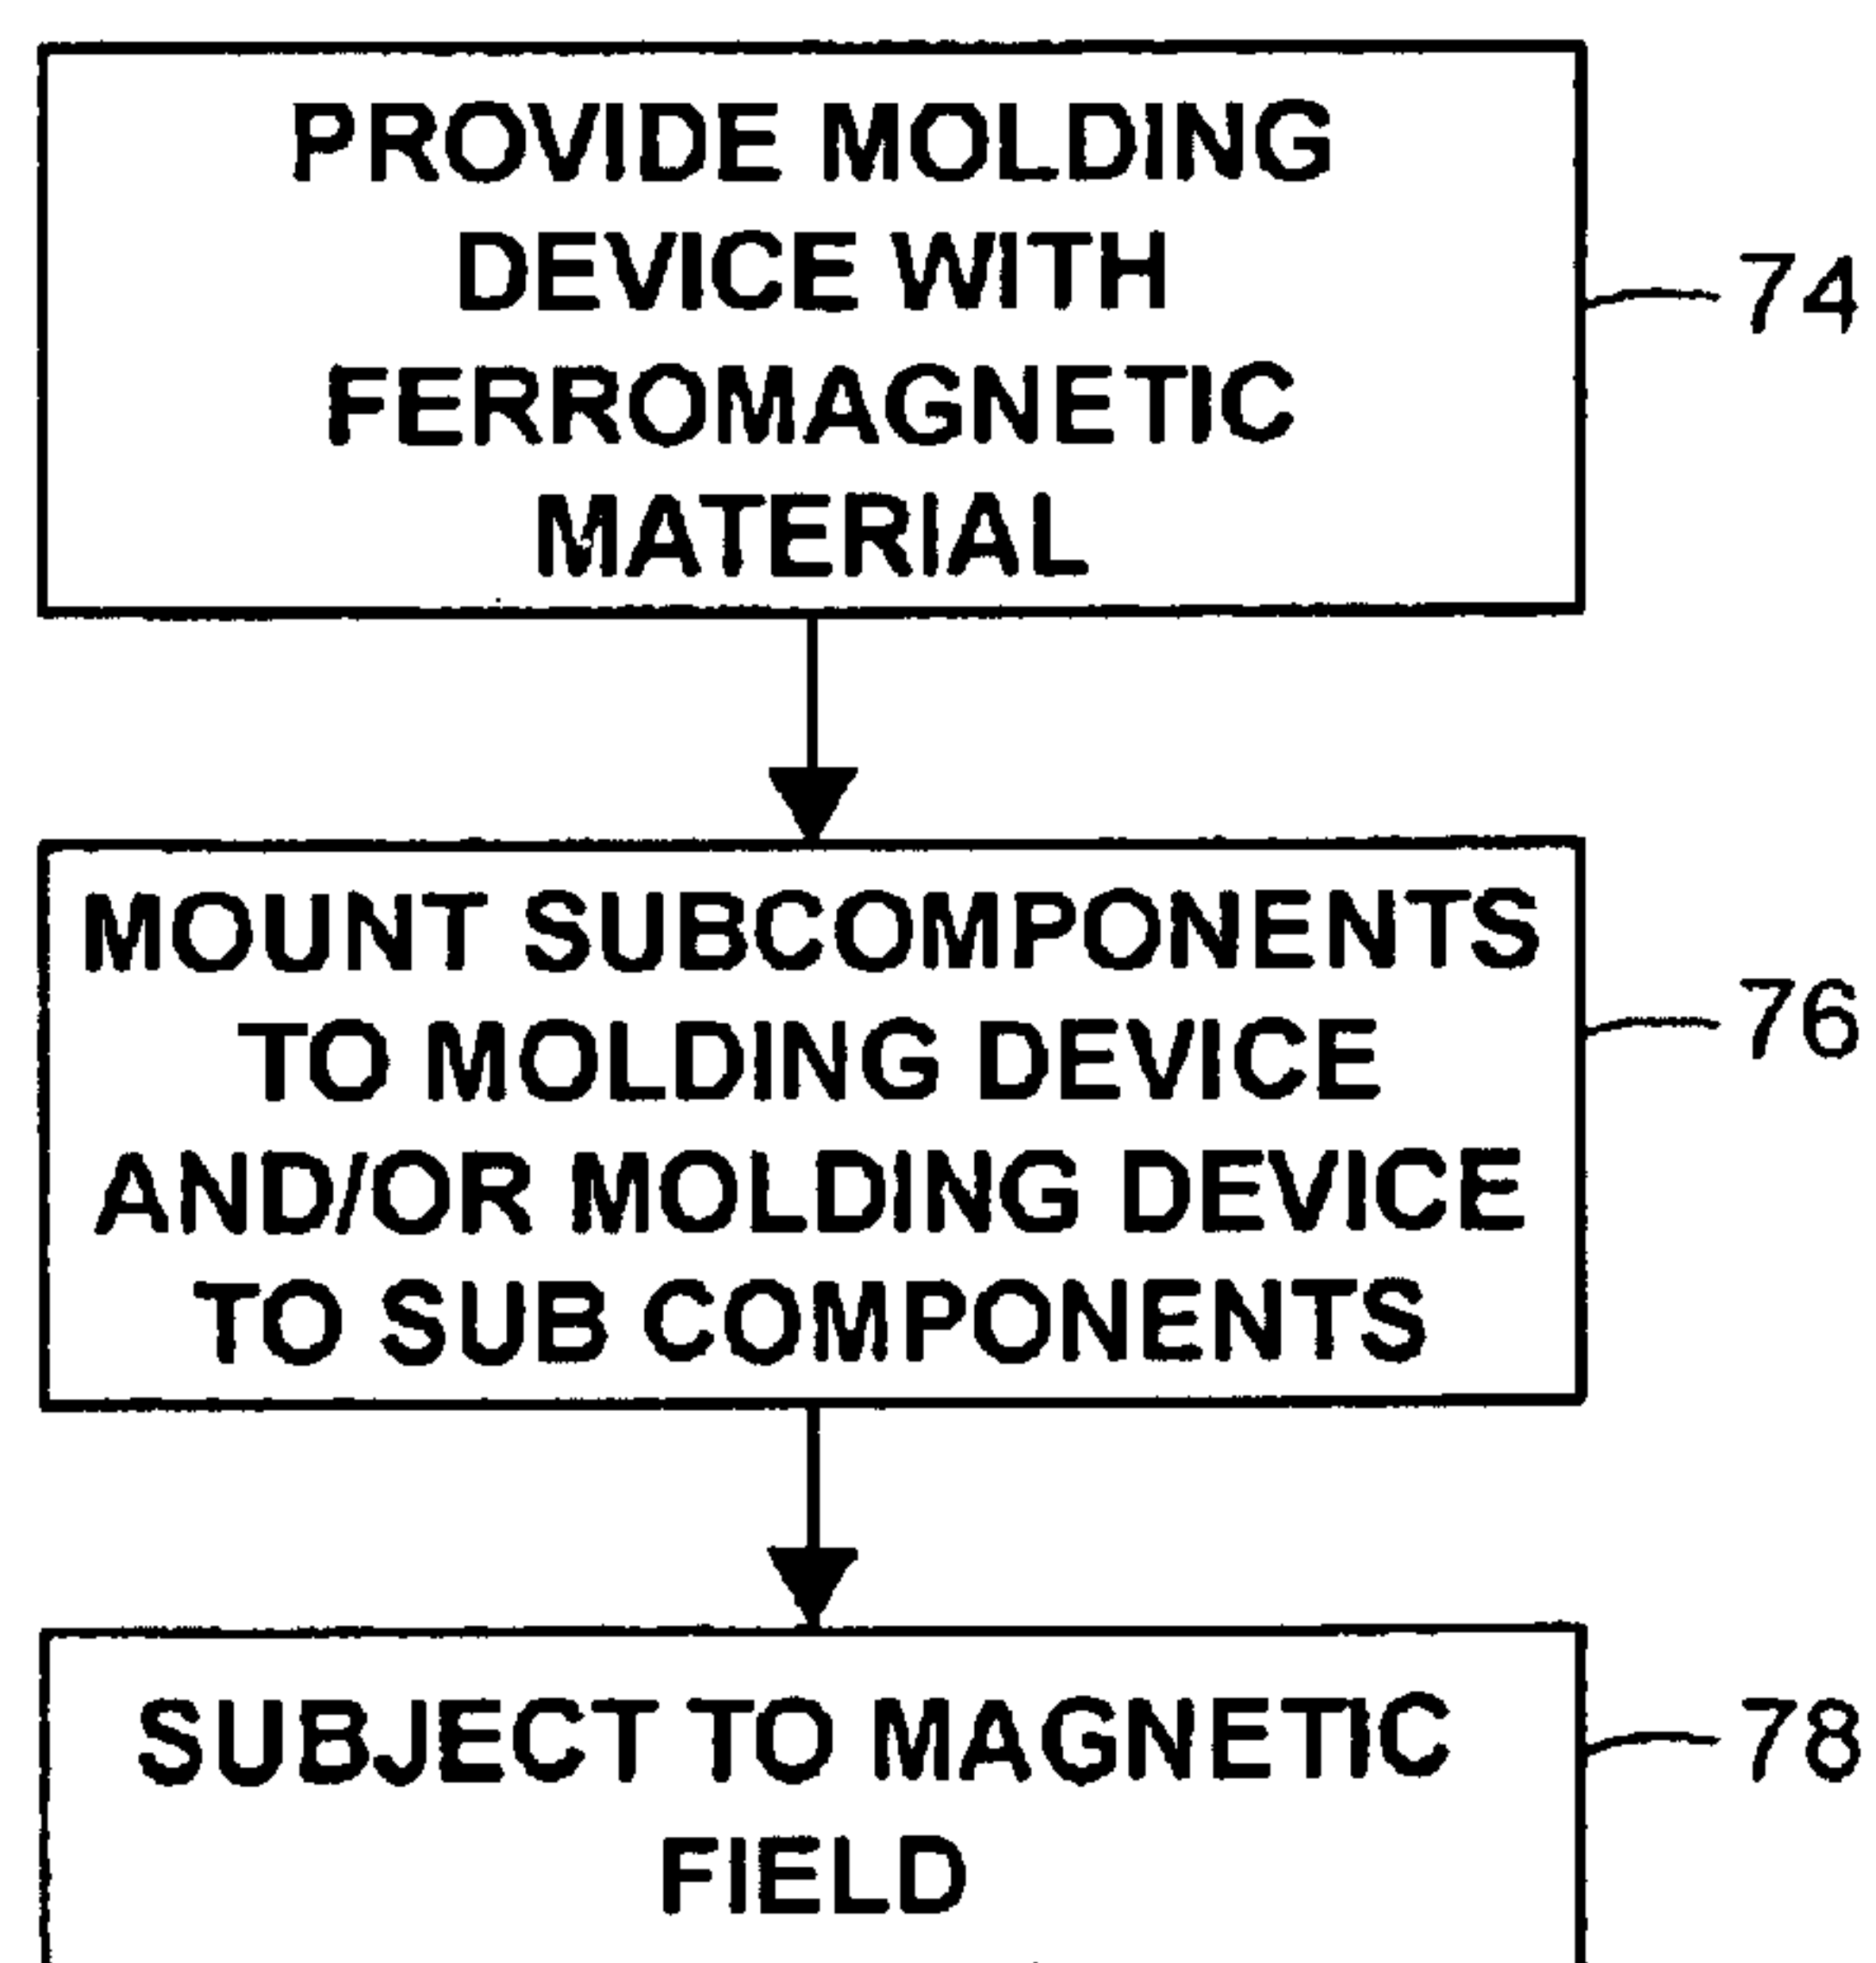 PROVIDE MOLDING
DEVICE WITH
FERROMAGNETIC
MATERIAL
74
MOUNT SUBCOMPONENTS
TO MOLDING DEVICE
AND/OR MOLDING DEVICE
TO SUB COMPONENTS
76
SUBJECT TO MAGNETIC
FIELD
78